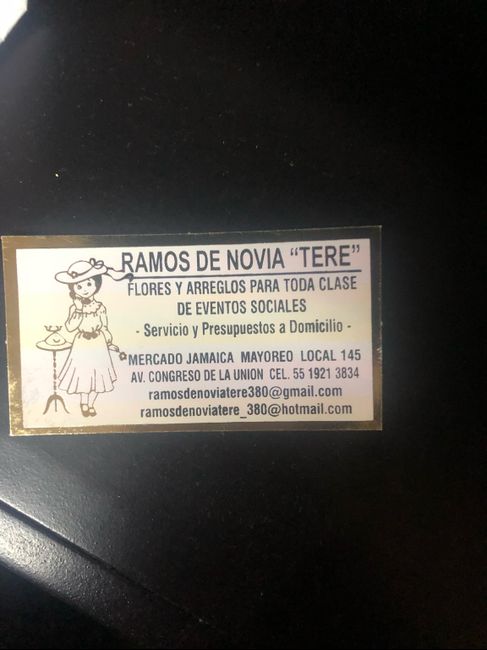 RAMOS DE NOVIA "TERE"
FLORES Y ARREGLOS PARA TODA CLASE
DE EVENTOS SOCIALES
- Servicio y Presupuestos a Domicilio -
MERCADO JAMAICA MAYOREO LOCAL 145
AV. CONGRESO DE LA UNION CEL. 55 1921 3834
ramosdenoviatere380@gmail.com
ramosdenoviatere_380@hotmail.com